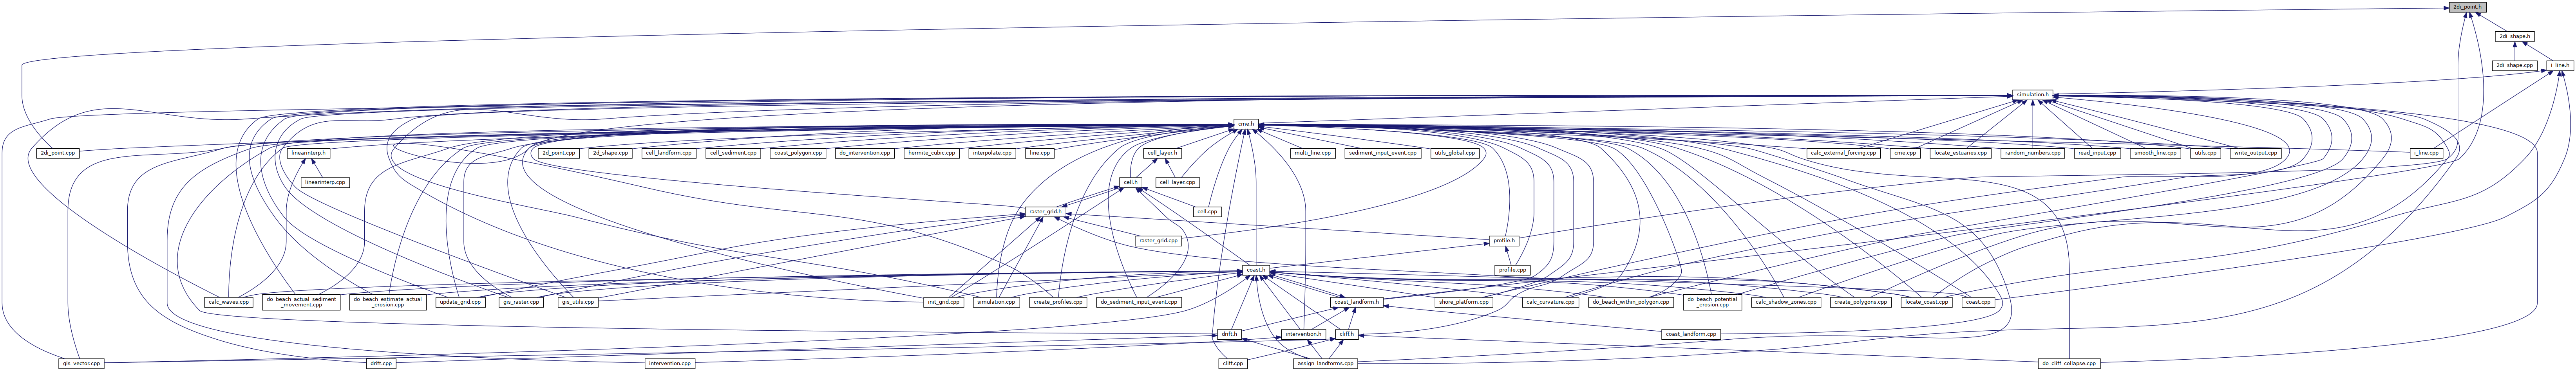 2di_point.h
2di_shape.h
2di_shape.cpp
i_line.h
simulation.h
cme.h
2di_point.cpp
linearinterp.h
2d_point.cpp
2d_shape.cpp
cell_landform.cpp
cell_sediment.cpp
coast_polygon.cpp
do_intervention.cpp
hermite_cubic.cpp
interpolate.cpp
line.cpp
cell_layer.h
multi_line.cpp
sediment_input_event.cpp
utils_global.cpp
calc_external_forcing.cpp
cme.cpp
locate_estuaries.cpp
random_numbers.cpp
read_input.cpp
smooth_line.cpp
utils.cpp
write_output.cpp
i_line.cpp
linearinterp.cpp
cell.h
cell_layer.cpp
raster_grid.h
cell.cpp
raster_grid.cpp
profile.h
coast.h
profile.cpp
calc_waves.cpp
do_beach_actual_sediment
_movement.cpp
do_beach_estimate_actual
_erosion.cpp
update_grid.cpp
gis_raster.cpp
gis_utils.cpp
init_grid.cpp
simulation.cpp
create_profiles.cpp
do_sediment_input_event.cpp
coast_landform.h
shore_platform.cpp
calc_curvature.cpp
do_beach_within_polygon.cpp
do_beach_potential
_erosion.cpp
calc_shadow_zones.cpp
create_polygons.cpp
locate_coast.cpp
coast.cpp
drift.h
intervention.h
cliff.h
coast_landform.cpp
gis_vector.cpp
drift.cpp
intervention.cpp
cliff.cpp
assign_landforms.cpp
do_cliff_collapse.cpp